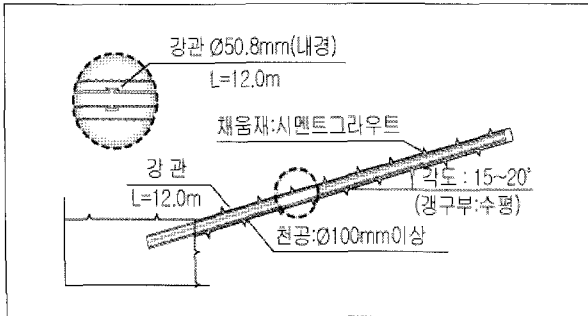 강관 Ø50.8mm(내경)
L=12.0m
채움재:시멘트그라우트
강 관
L=12.0m
각도 : 15~20°
(갱구부:수평)
천공:Ø100mm이상